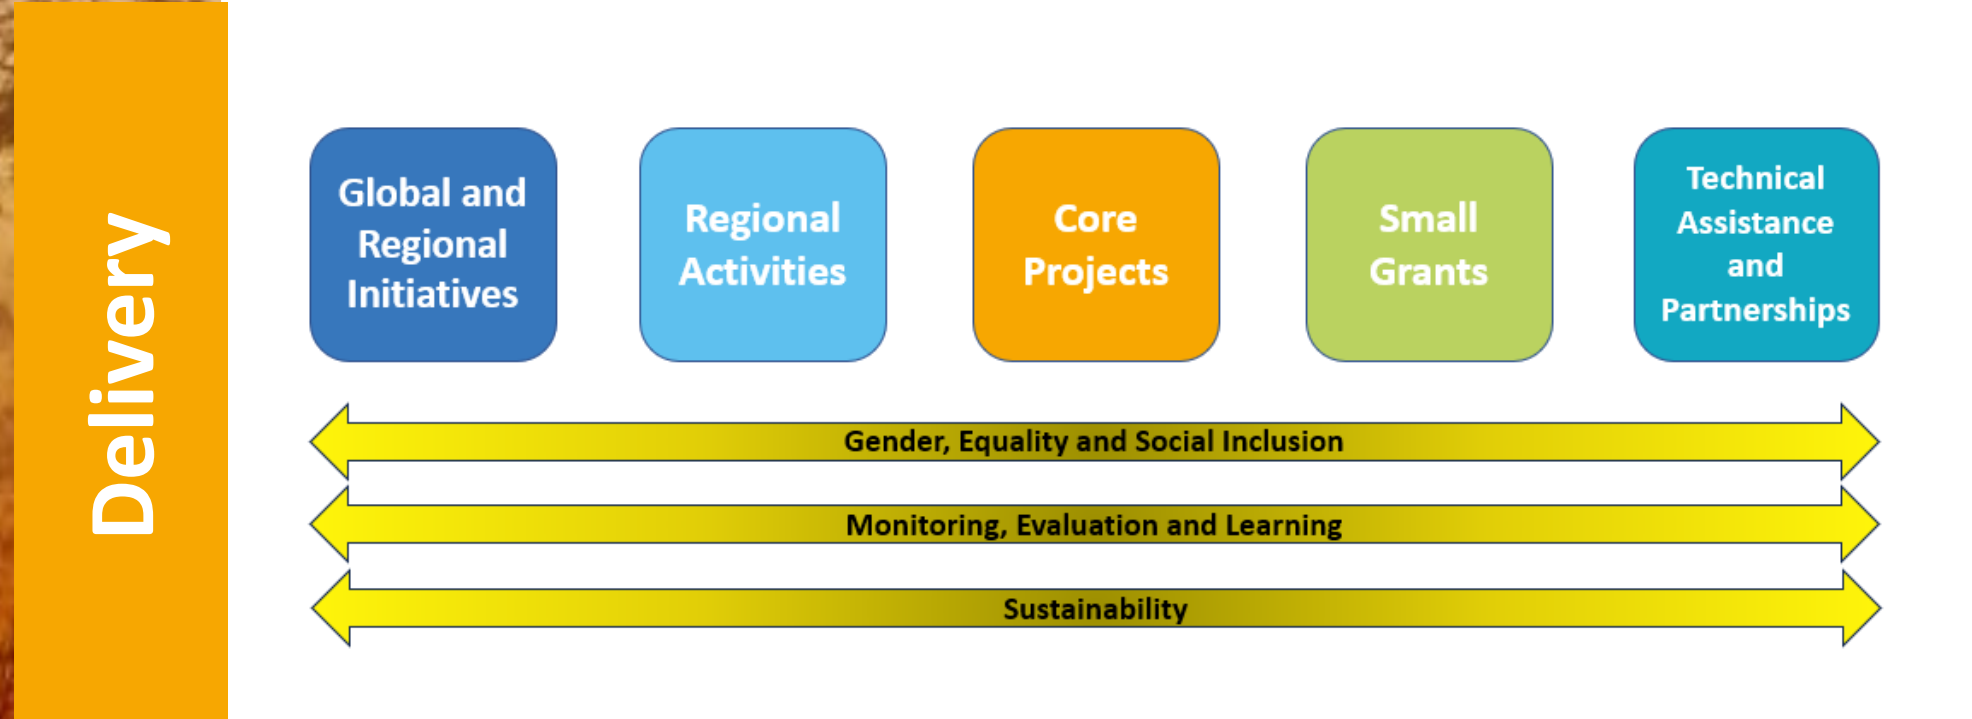 Delivery
Global and
Regional
Initiatives
Regional
Activities
Core
Projects
Small
Grants
Technical
Assistance
and
Partnerships
Gender, Equality and Social Inclusion
Monitoring, Evaluation and Learning
Sustainability